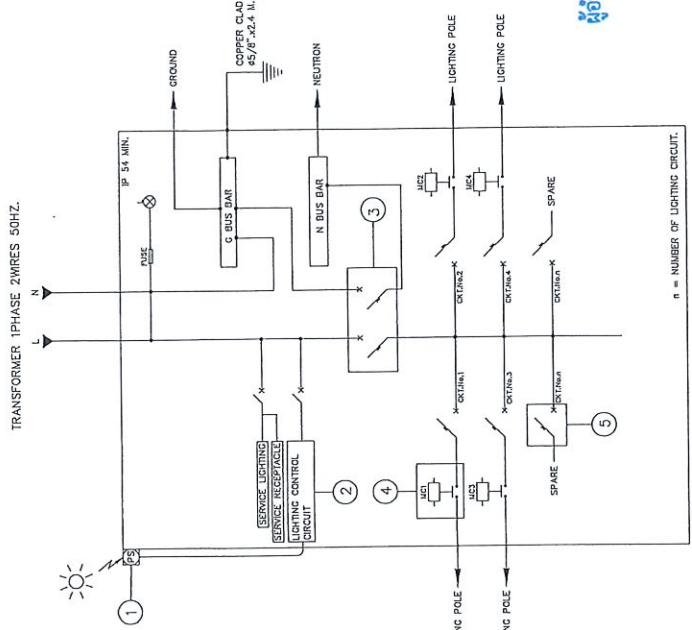 TRANSFORMER 1PHASE 2WIRES 50HZ.
L
N
IP 54 MIN.
FUSE
GROUND
G BUS BAR
COPPER CLAD
ø5/8".x2.4 M.
N BUS BAR
NEUTRON
PS
1
SERVICE LIGHTING
SERVICE RECEPTACLE
LIGHTING CONTROL
CIRCUIT
2
3
4
MC1
CKT.No.1
CKT.No.2
MC2
LIGHTING POLE
NG POLE
MC3
CKT.No.3
CKT.No.4
MC4
LIGHTING POLE
NG POLE
SPARE
CKT.No.n
CKT.No.n
SPARE
5
n = NUMBER OF LIGHTING CIRCUIT.